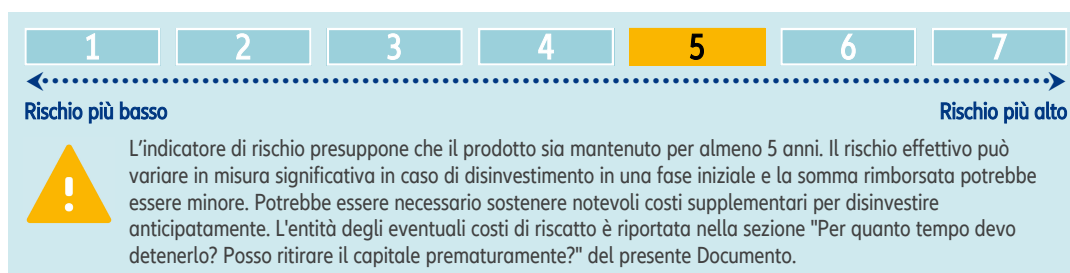 1 2 3 4 5 6 7
Rischio più basso Rischio più alto
L'indicatore di rischio presuppone che il prodotto sia mantenuto per almeno 5 anni. Il rischio effettivo può
variare in misura significativa in caso di disinvestimento in una fase iniziale e la somma rimborsata potrebbe
essere minore. Potrebbe essere necessario sostenere notevoli costi supplementari per disinvestire
anticipatamente. L'entità degli eventuali costi di riscatto è riportata nella sezione "Per quanto tempo devo
detenerlo? Posso ritirare il capitale prematuramente?" del presente Documento.